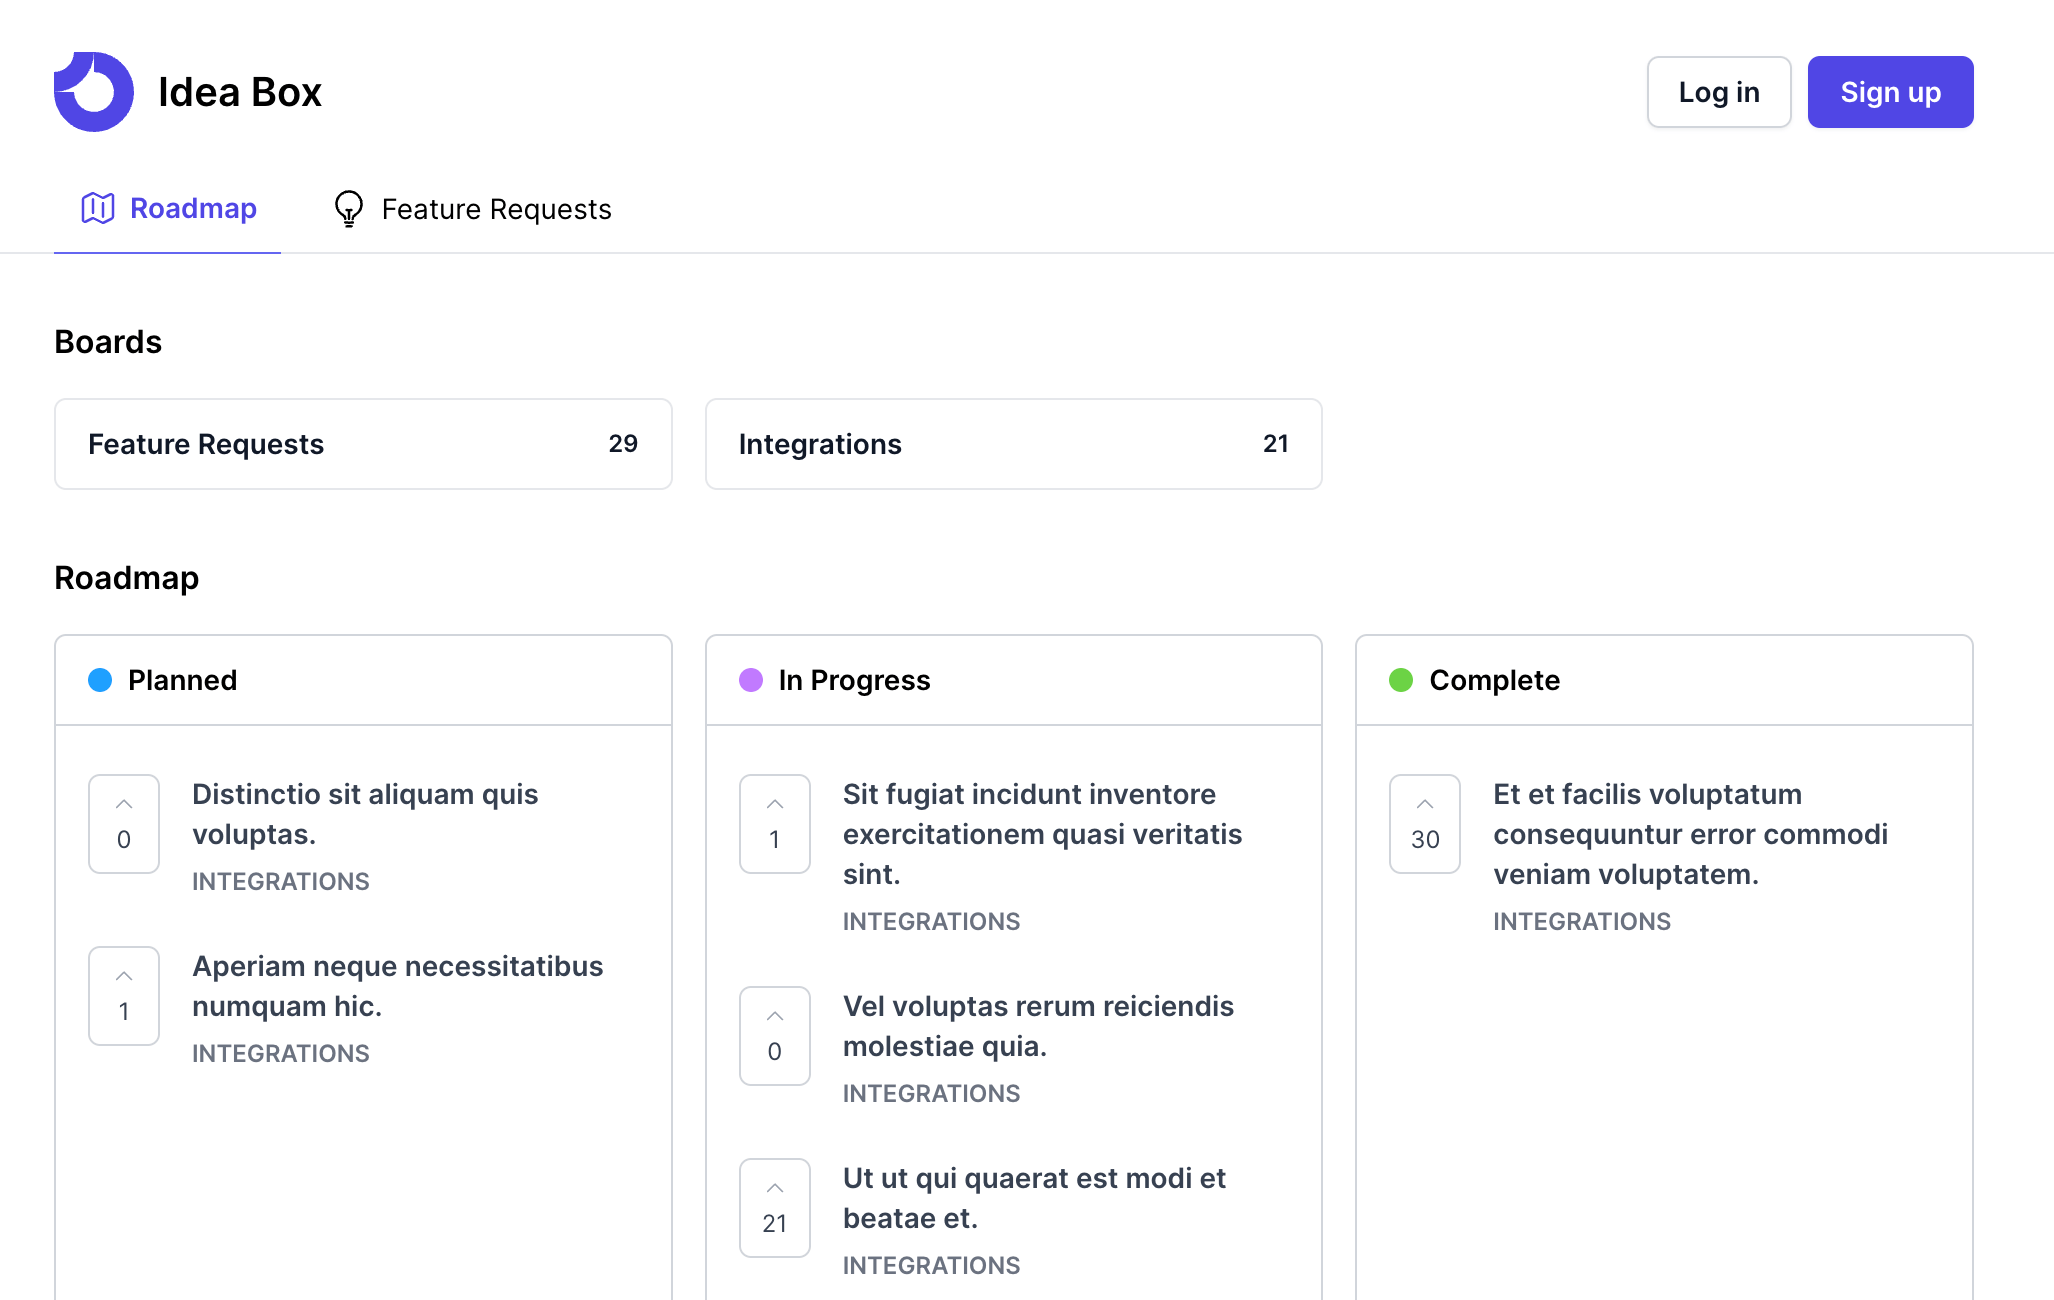 Idea Box
Log in
Sign up
Roadmap
Feature Requests
Boards
Feature Requests
29
Integrations
21
Roadmap
Planned
0
Distinctio sit aliquam quis
voluptas.
INTEGRATIONS
1
Aperiam neque necessitatibus
numquam hic.
INTEGRATIONS
In Progress
1
Sit fugiat incidunt inventore
exercitationem quasi veritatis
sint.
INTEGRATIONS
0
Vel voluptas rerum reiciendis
molestiae quia.
INTEGRATIONS
21
Ut ut qui quaerat est modi et
beatae et.
INTEGRATIONS
Complete
30
Et et facilis voluptatum
consequuntur error commodi
veniam voluptatem.
INTEGRATIONS